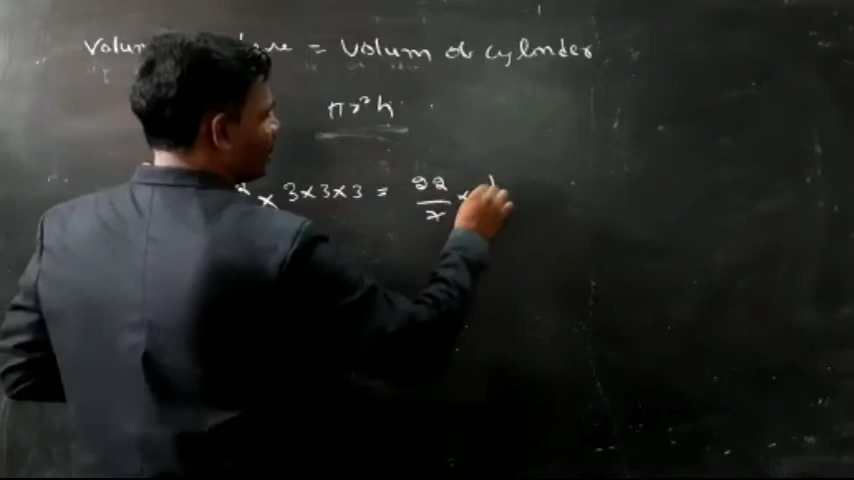 Volum = Volum of cylinder
πr²h
× 3×3×3 = 22/7 ×